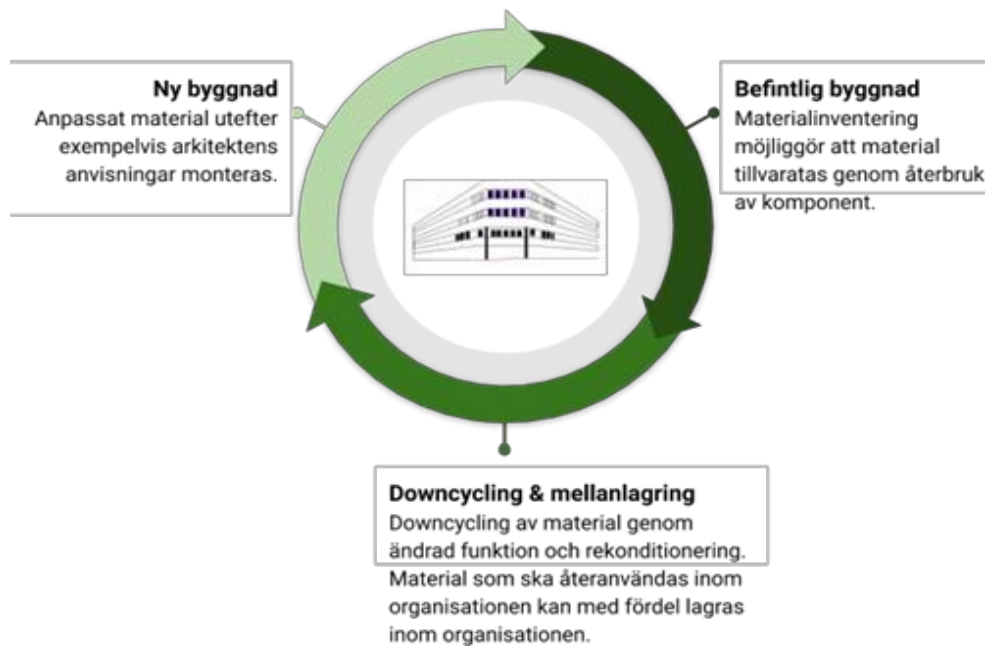 Ny byggnad
Anpassat material utefter
exempelvis arkitektens
anvisningar monteras.
Befintlig byggnad
Materialinventering
möjliggör att material
tillvaratas genom återbruk
av komponent.
Downcycling & mellanlagring
Downcycling av material genom
ändrad funktion och rekonditionering.
Material som ska återanvändas inom
organisationen kan med fördel lagras
inom organisationen.